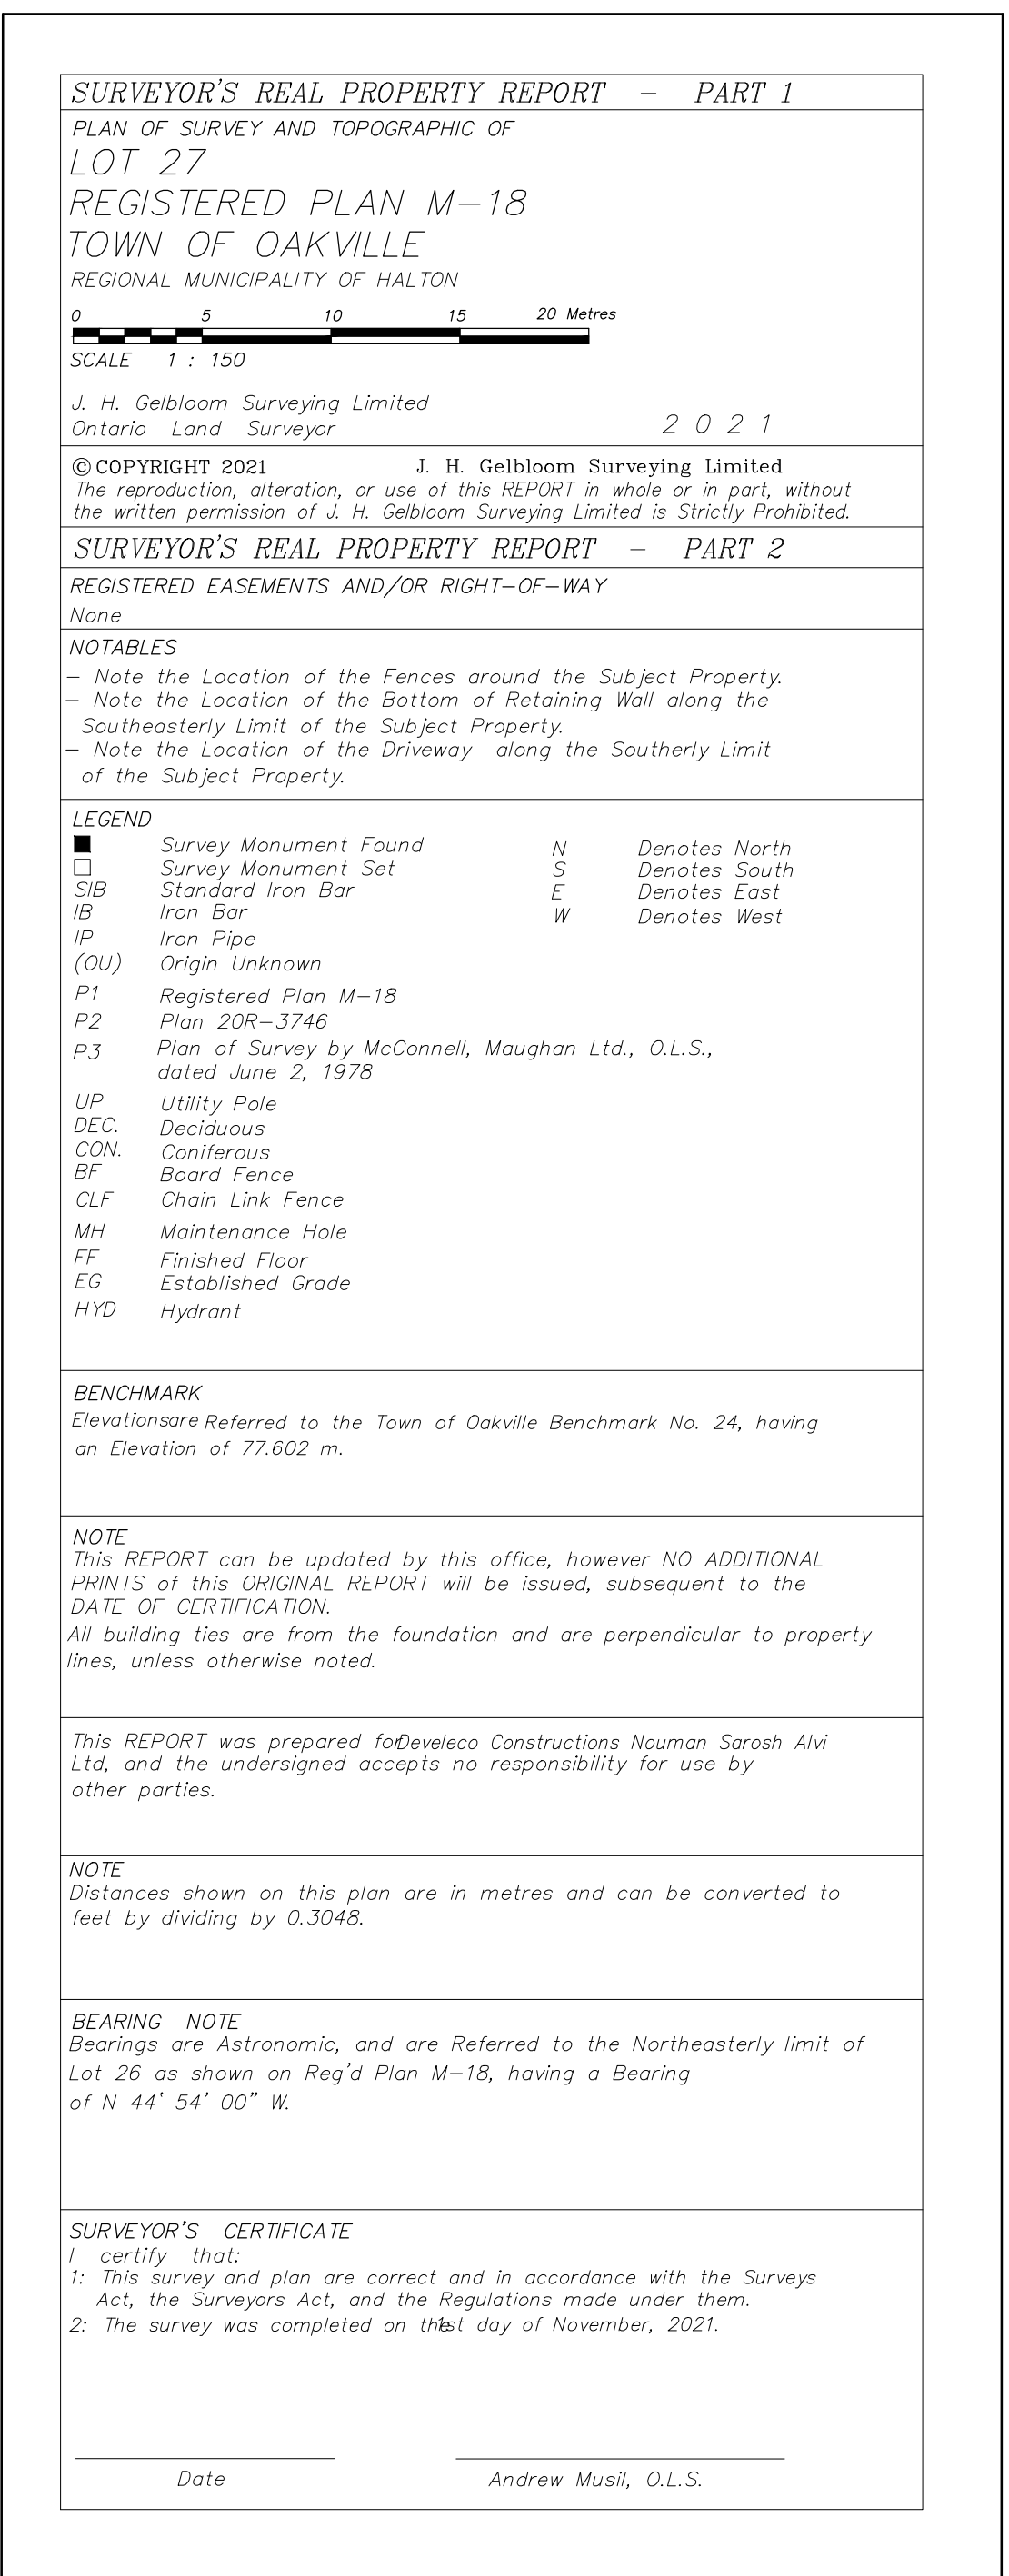 SURVEYOR'S REAL PROPERTY REPORT - PART 1
PLAN OF SURVEY AND TOPOGRAPHIC OF
LOT 27
REGISTERED PLAN M-18
TOWN OF OAKVILLE
REGIONAL MUNICIPALITY OF HALTON
0 5 10 15 20 Metres
SCALE 1 : 150
J. H. Gelbloom Surveying Limited
Ontario Land Surveyor 2 0 2 1
© COPYRIGHT 2021 J. H. Gelbloom Surveying Limited
The reproduction, alteration, or use of this REPORT in whole or in part, without
the written permission of J. H. Gelbloom Surveying Limited is Strictly Prohibited.
SURVEYOR'S REAL PROPERTY REPORT - PART 2
REGISTERED EASEMENTS AND/OR RIGHT-OF-WAY
None
NOTABLES
- Note the Location of the Fences around the Subject Property.
- Note the Location of the Bottom of Retaining Wall along the
Southeasterly Limit of the Subject Property.
- Note the Location of the Driveway along the Southerly Limit
of the Subject Property.
LEGEND
Survey Monument Found N Denotes North
Survey Monument Set S Denotes South
SIB Standard Iron Bar E Denotes East
IB Iron Bar W Denotes West
IP Iron Pipe
(OU) Origin Unknown
P1 Registered Plan M-18
P2 Plan 20R-3746
P3 Plan of Survey by McConnell, Maughan Ltd., O.L.S.,
dated June 2, 1978
UP Utility Pole
DEC. Deciduous
CON. Coniferous
BF Board Fence
CLF Chain Link Fence
MH Maintenance Hole
FF Finished Floor
EG Established Grade
HYD Hydrant
BENCHMARK
Elevationsare Referred to the Town of Oakville Benchmark No. 24, having
an Elevation of 77.602 m.
NOTE
This REPORT can be updated by this office, however NO ADDITIONAL
PRINTS of this ORIGINAL REPORT will be issued, subsequent to the
DATE OF CERTIFICATION.
All building ties are from the foundation and are perpendicular to property
lines, unless otherwise noted.
This REPORT was prepared for Develeco Constructions Nouman Sarosh Alvi
Ltd, and the undersigned accepts no responsibility for use by
other parties.
NOTE
Distances shown on this plan are in metres and can be converted to
feet by dividing by 0.3048.
BEARING NOTE
Bearings are Astronomic, and are Referred to the Northeasterly limit of
Lot 26 as shown on Reg'd Plan M-18, having a Bearing
of N 44‛ 54' 00" W.
SURVEYOR'S CERTIFICATE
I certify that:
1: This survey and plan are correct and in accordance with the Surveys
Act, the Surveyors Act, and the Regulations made under them.
2: The survey was completed on the 1st day of November, 2021.
Date Andrew Musil, O.L.S.